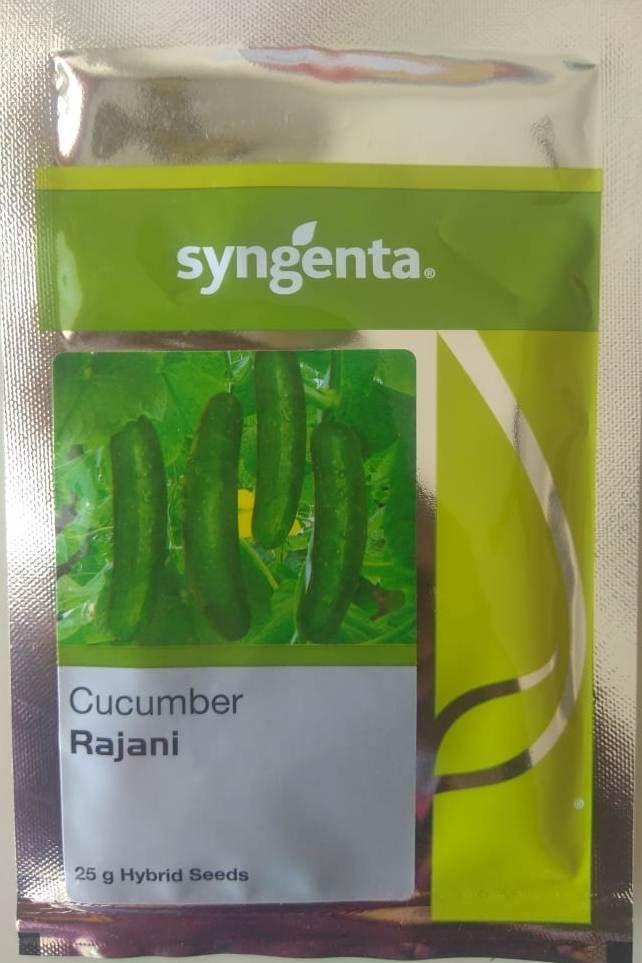 syngenta®
Cucumber
Rajani
25 g Hybrid Seeds
®